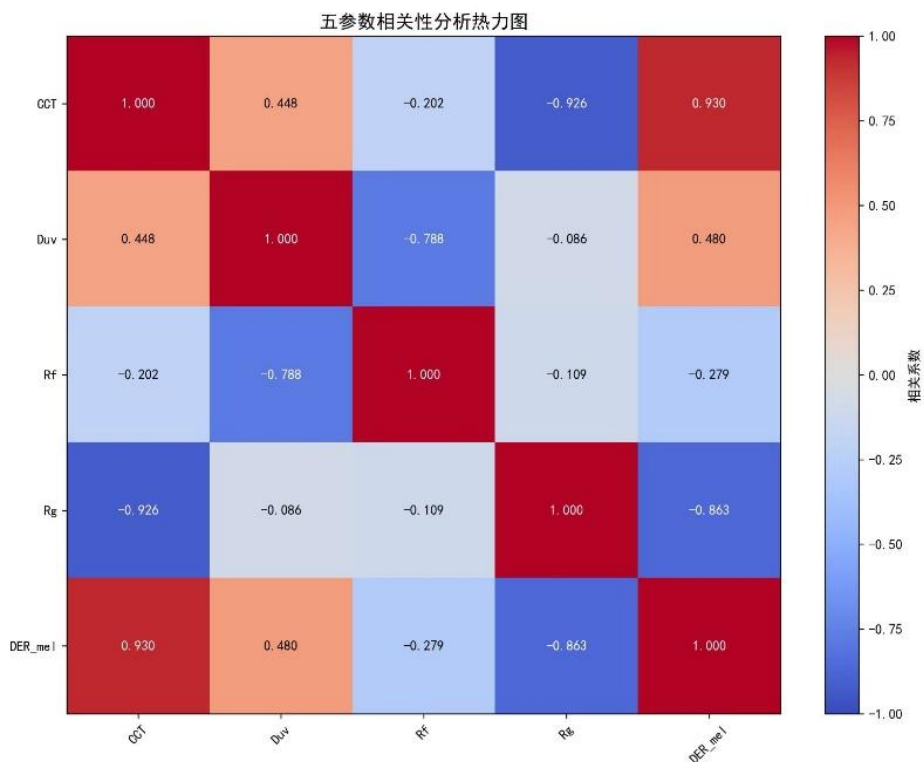 五参数相关性分析热力图
CCT 1.000 0.448 -0.202 -0.926 0.930
Duv 0.448 1.000 -0.788 -0.086 0.480
Rf -0.202 -0.788 1.000 -0.109 -0.279
Rg -0.926 -0.086 -0.109 1.000 -0.863
DER_mel 0.930 0.480 -0.279 -0.863 1.000
CCT Duv Rf Rg DER_mel
1.00
0.75
0.50
0.25
0.00
-0.25
-0.50
-0.75
-1.00
相关系数